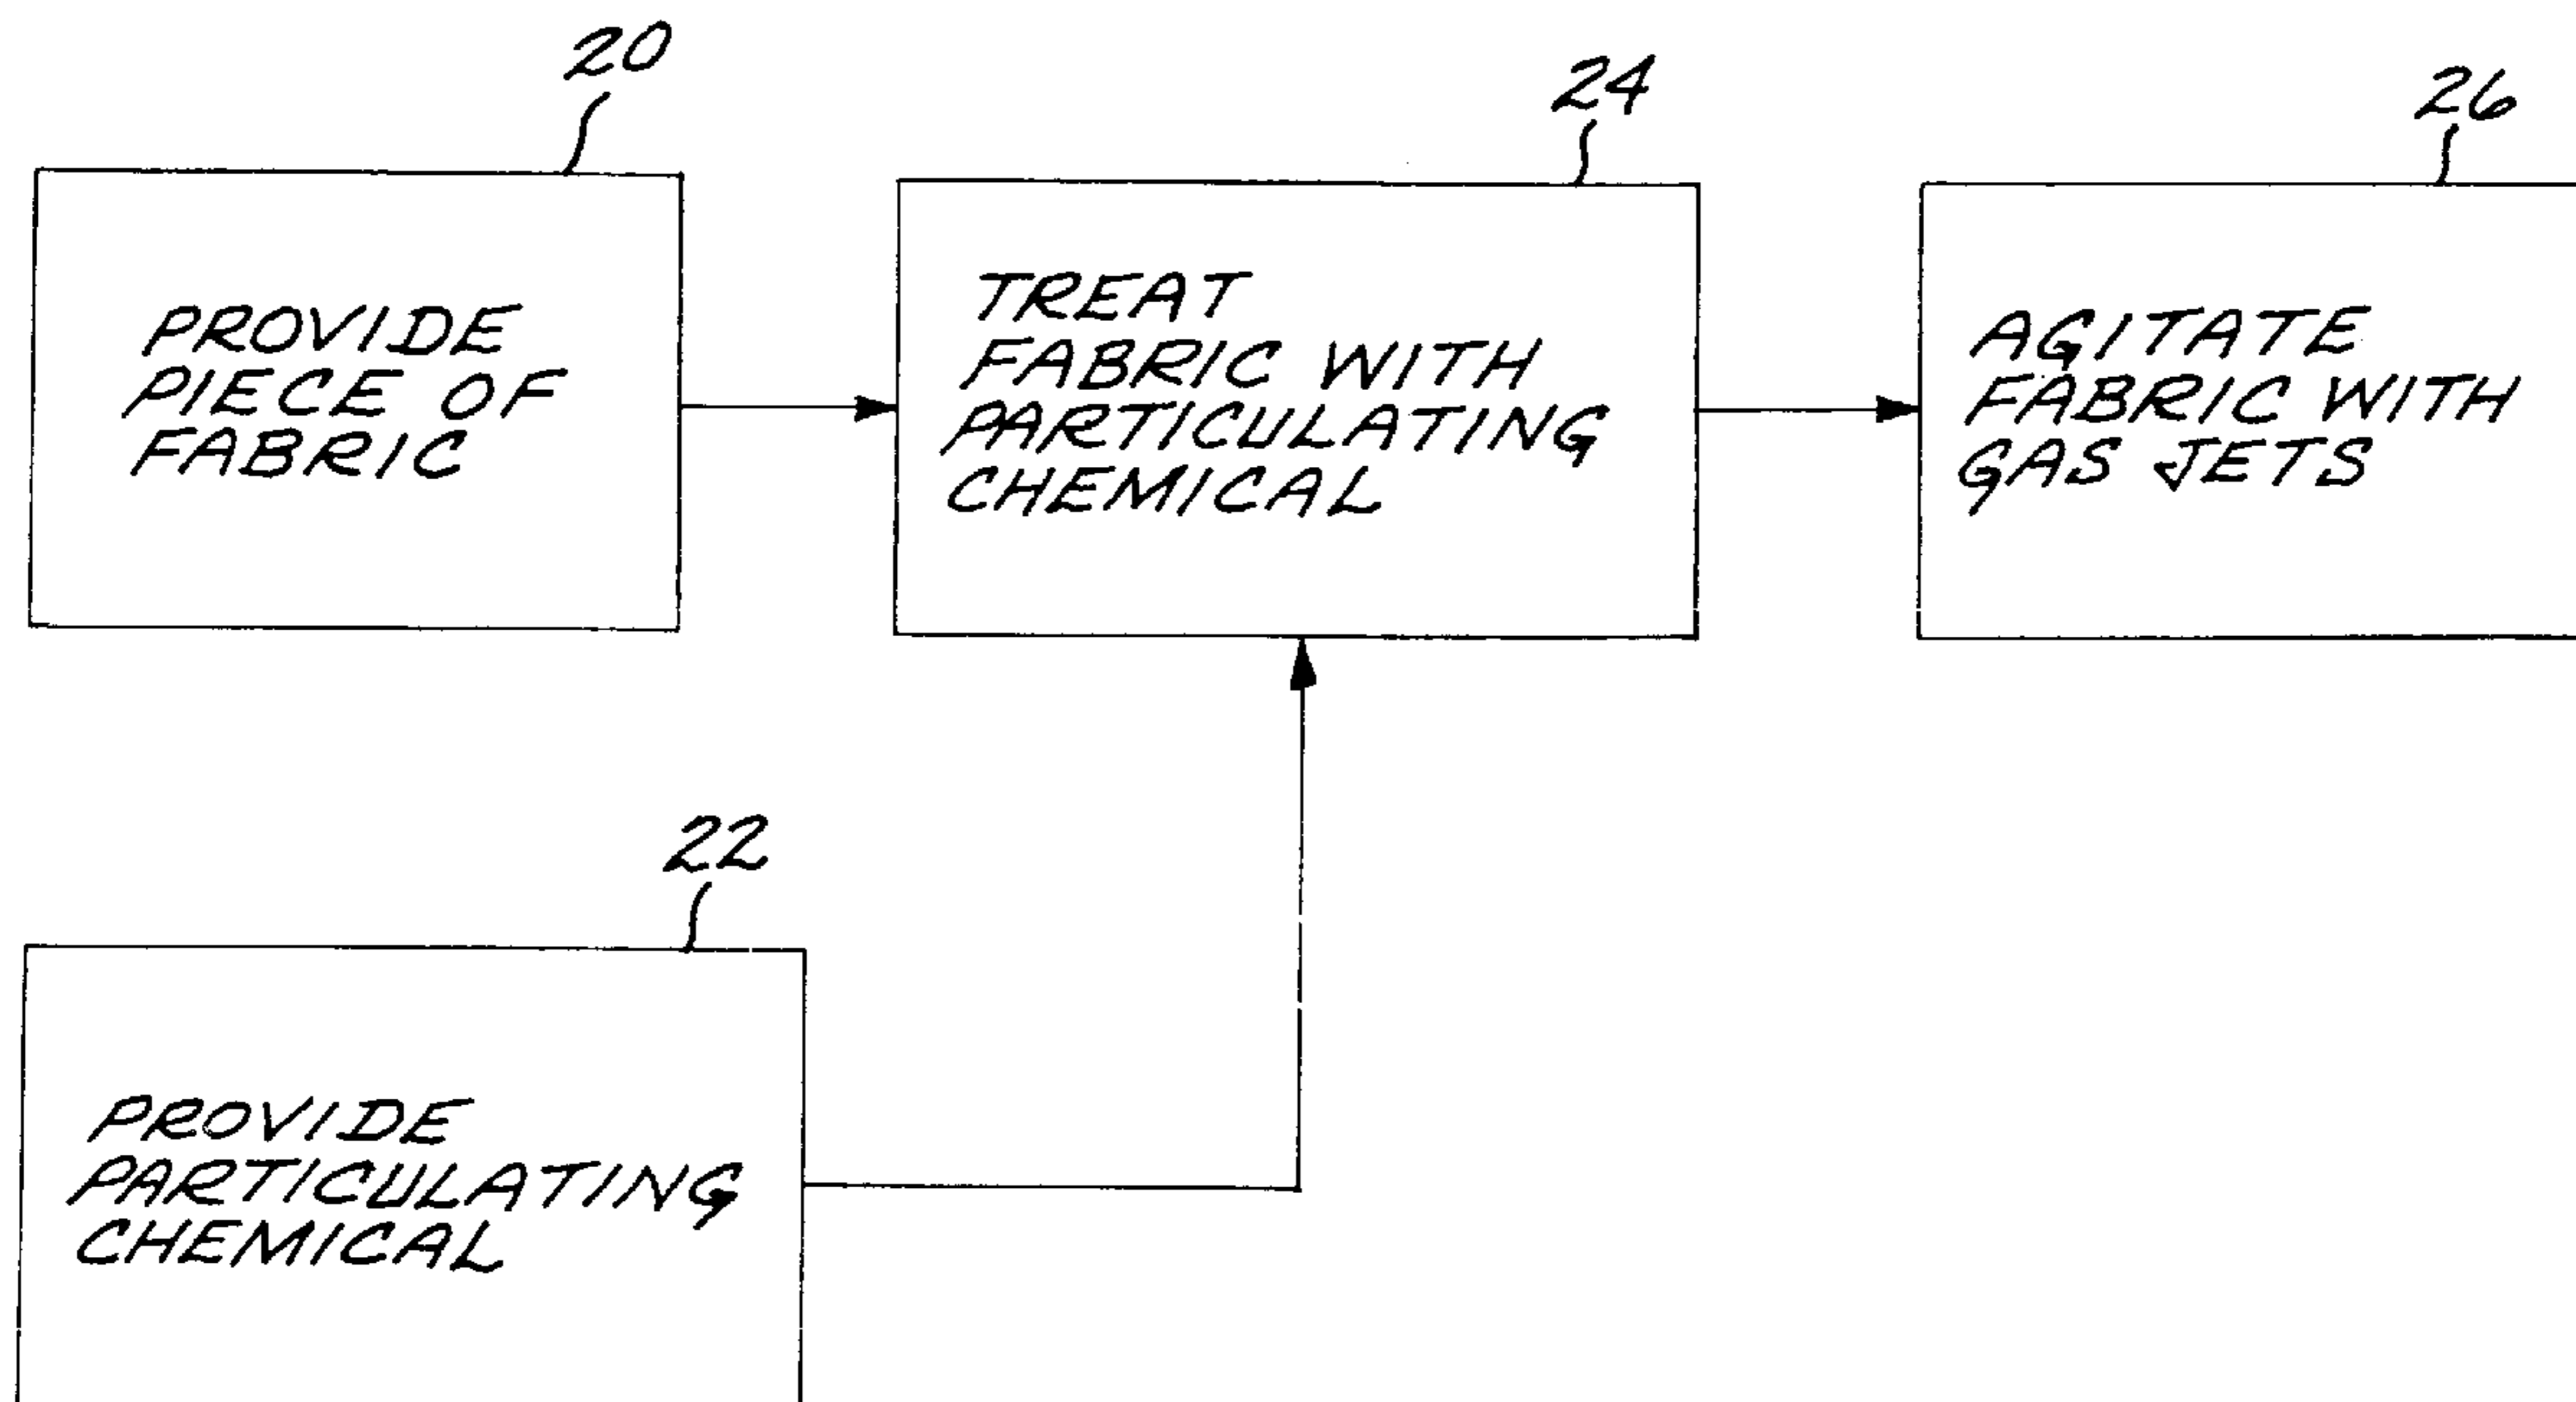 20
PROVIDE
PIECE OF
FABRIC
24
TREAT
FABRIC WITH
PARTICULATING
CHEMICAL
26
AGITATE
FABRIC WITH
GAS JETS
22
PROVIDE
PARTICULATING
CHEMICAL